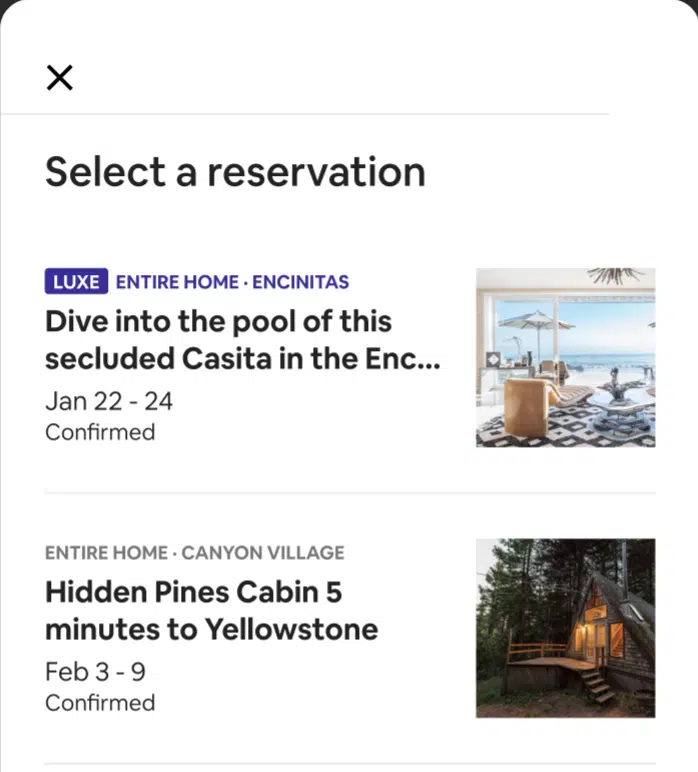 Select a reservation
LUXE ENTIRE HOME · ENCINITAS
Dive into the pool of this
secluded Casita in the Enc...
Jan 22 - 24
Confirmed
ENTIRE HOME · CANYON VILLAGE
Hidden Pines Cabin 5
minutes to Yellowstone
Feb 3 - 9
Confirmed